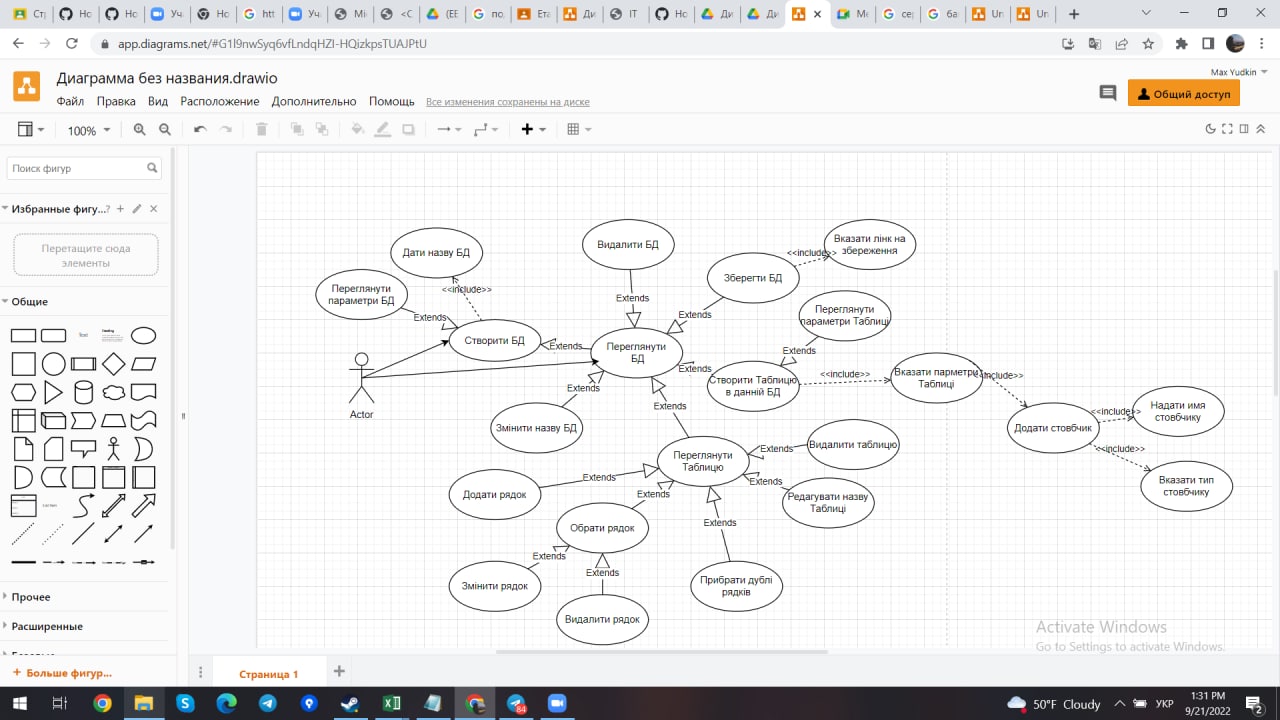 Ст
Но
Но
Уч
Но
htt
Уч
Мі
<С
(ЕЕ
по
Ета
Ди
ІТ
Но
Ди
Ди
М
сер
ба
Un
Un
app.diagrams.net/#G1l9nwSyq6vfLndqHZI-HQizkpsTUAJPtU
Диаграмма без названия.drawio
Max Yudkin
Файл Правка Вид Расположение Дополнительно Помощь Все изменения сохранены на диске
Общий доступ
100%
Поиск фигур
Избранные фигу...?
Перетащите сюда
элементы
Общие
Text
Heading
List Item
Прочее
Расширенные
Больше фигур...
Дати назву БД
Переглянути
параметри БД
<<include>>
Extends
Створити БД
Actor
Видалити БД
Extends
Переглянути
БД
Extends
Extends
Змінити назву БД
Зберегти БД
Extends
<<include>>
Вказати лінк на
збереження
Переглянути
параметри Таблиці
Extends
Extends
Створити Таблицю
в данній БД
<<include>>
Вказати парметри
Таблиці
<<include>>
Додати стовбчик
<<include>>
Надати имя
стовбчику
<<include>>
Вказати тип
стовбчику
Extends
Переглянути
Таблицю
Extends
Видалити таблицю
Extends
Редагувати назву
Таблиці
Extends
Додати рядок
Extends
Обрати рядок
Extends
Змінити рядок
Extends
Видалити рядок
Extends
Прибрати дублі
рядків
Activate Windows
Go to Settings to activate Windows.
Страница 1
84
50°F Cloudy
УКР
1:31 PM
9/21/2022
2